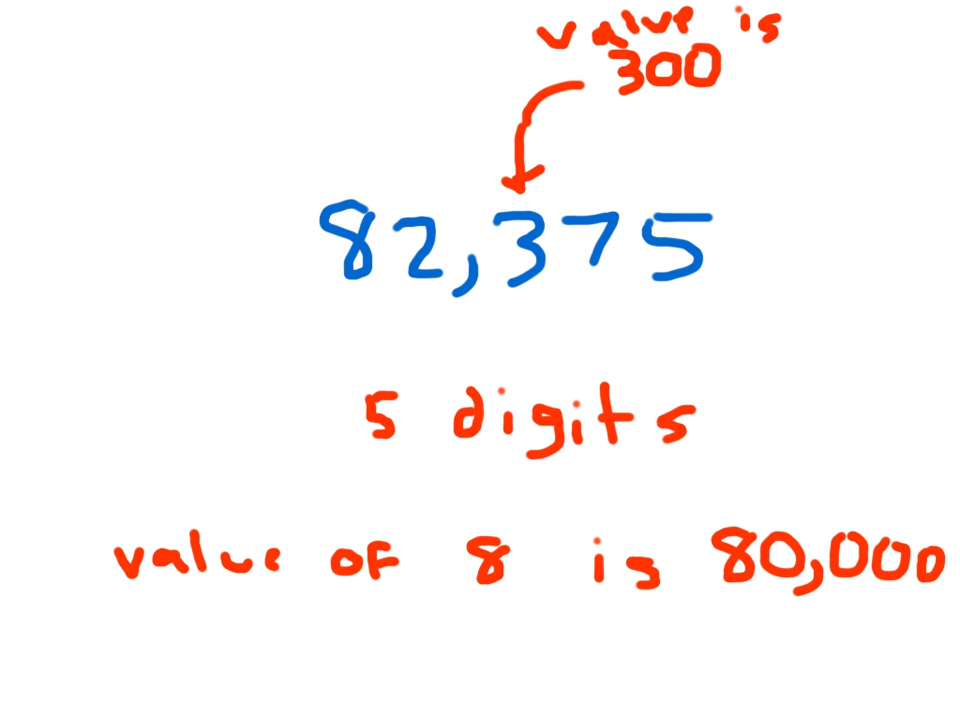 value is
300
82,375
5 digits
value of 8 is 80,000